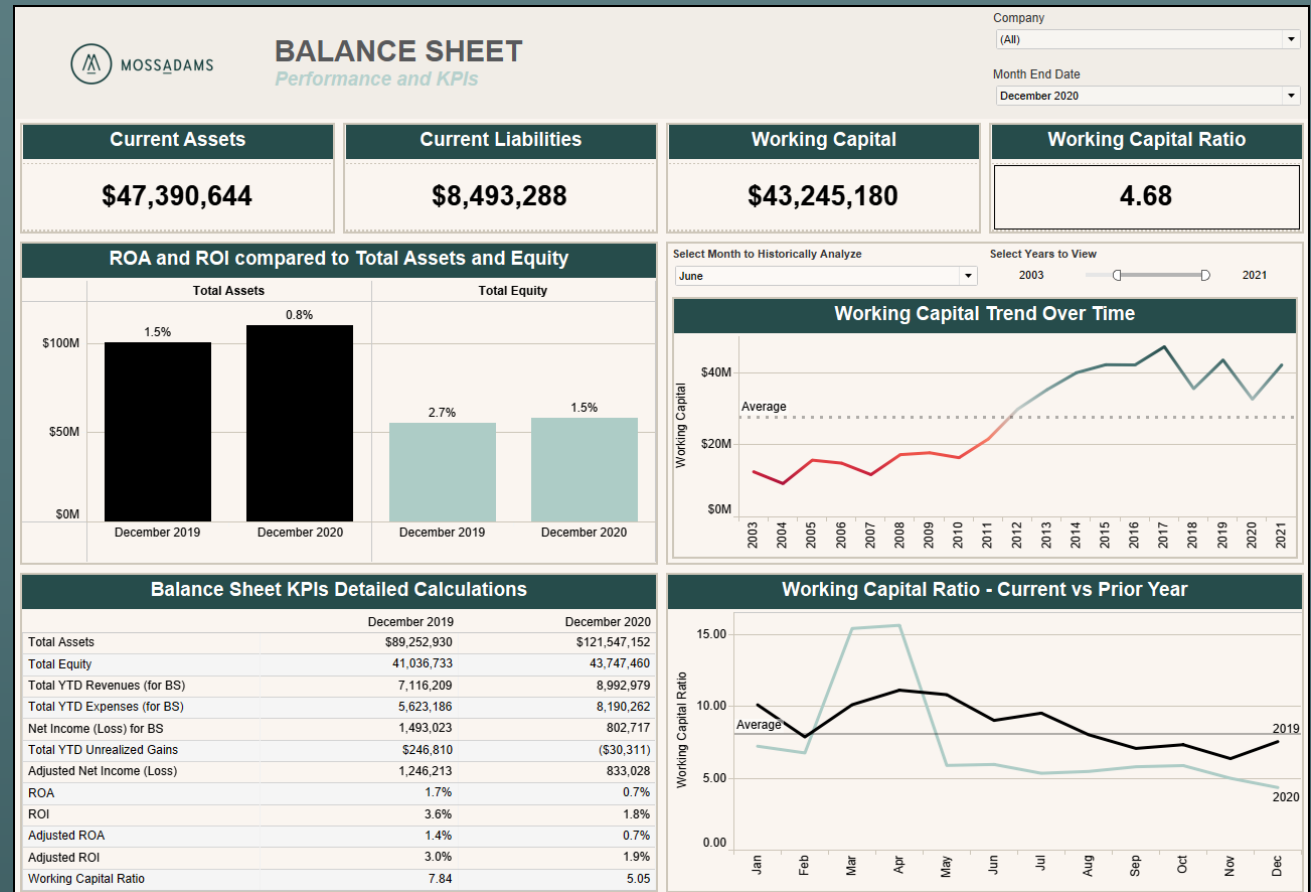 Company
(All)
MOSSADAMS
BALANCE SHEET
Performance and KPIs
Month End Date
December 2020
Current Assets
$47,390,644
Current Liabilities
$8,493,288
Working Capital
$43,245,180
Working Capital Ratio
4.68
ROA and ROI compared to Total Assets and Equity
Total Assets
Total Equity
$100M
$50M
$0M
1.5%
0.8%
2.7%
1.5%
December 2019
December 2020
December 2019
December 2020
Select Month to Historically Analyze
June
Select Years to View
2003
2021
Working Capital Trend Over Time
Working Capital
$40M
$20M
$0M
Average
2003
2004
2005
2006
2007
2008
2009
2010
2011
2012
2013
2014
2015
2016
2017
2018
2019
2020
2021
Balance Sheet KPIs Detailed Calculations
December 2019 December 2020
Total Assets $89,252,930 $121,547,152
Total Equity 41,036,733 43,747,460
Total YTD Revenues (for BS) 7,116,209 8,992,979
Total YTD Expenses (for BS) 5,623,186 8,190,262
Net Income (Loss) for BS 1,493,023 802,717
Total YTD Unrealized Gains $246,810 ($30,311)
Adjusted Net Income (Loss) 1,246,213 833,028
ROA 1.7% 0.7%
ROI 3.6% 1.8%
Adjusted ROA 1.4% 0.7%
Adjusted ROI 3.0% 1.9%
Working Capital Ratio 7.84 5.05
Working Capital Ratio - Current vs Prior Year
Working Capital Ratio
15.00
10.00
5.00
0.00
Average
2019
2020
Jan
Feb
Mar
Apr
May
Jun
Jul
Aug
Sep
Oct
Nov
Dec